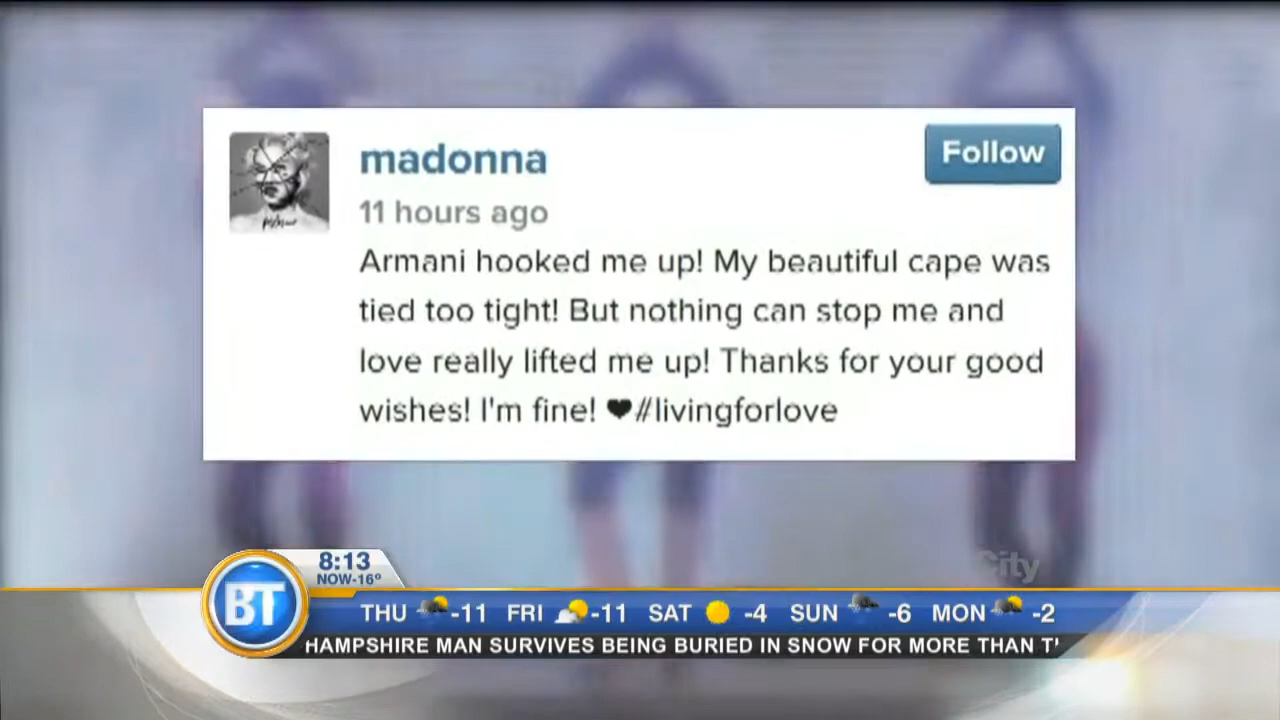 madonna
Follow
11 hours ago
Armani hooked me up! My beautiful cape was
tied too tight! But nothing can stop me and
love really lifted me up! Thanks for your good
wishes! I'm fine! ❤#livingforlove
City
8:13
NOW-16º
BT
THU -11 FRI -11 SAT -4 SUN -6 MON -2
HAMPSHIRE MAN SURVIVES BEING BURIED IN SNOW FOR MORE THAN